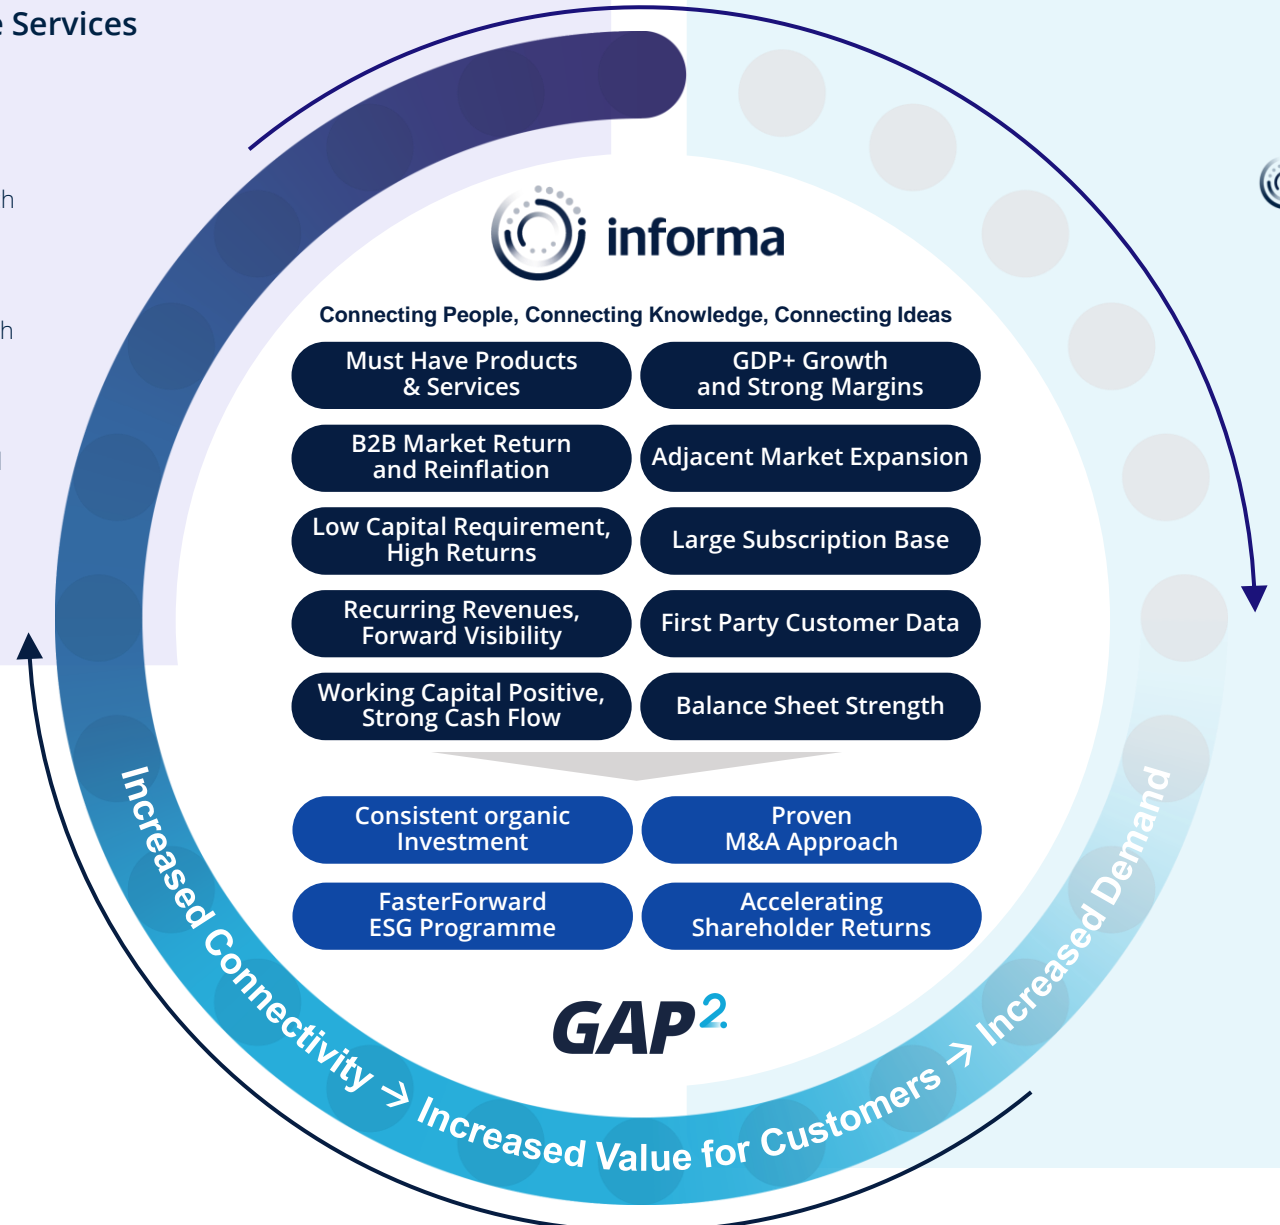 Services
informa
Connecting People, Connecting Knowledge, Connecting Ideas
Must Have Products
& Services
GDP+ Growth
and Strong Margins
B2B Market Return
and Reinflation
Adjacent Market Expansion
Low Capital Requirement,
High Returns
Large Subscription Base
Recurring Revenues,
Forward Visibility
First Party Customer Data
Working Capital Positive,
Strong Cash Flow
Balance Sheet Strength
Consistent organic
Investment
Proven
M&A Approach
FasterForward
ESG Programme
Accelerating
Shareholder Returns
GAP2
Increased Connectivity → Increased Value for Customers → Increased Demand